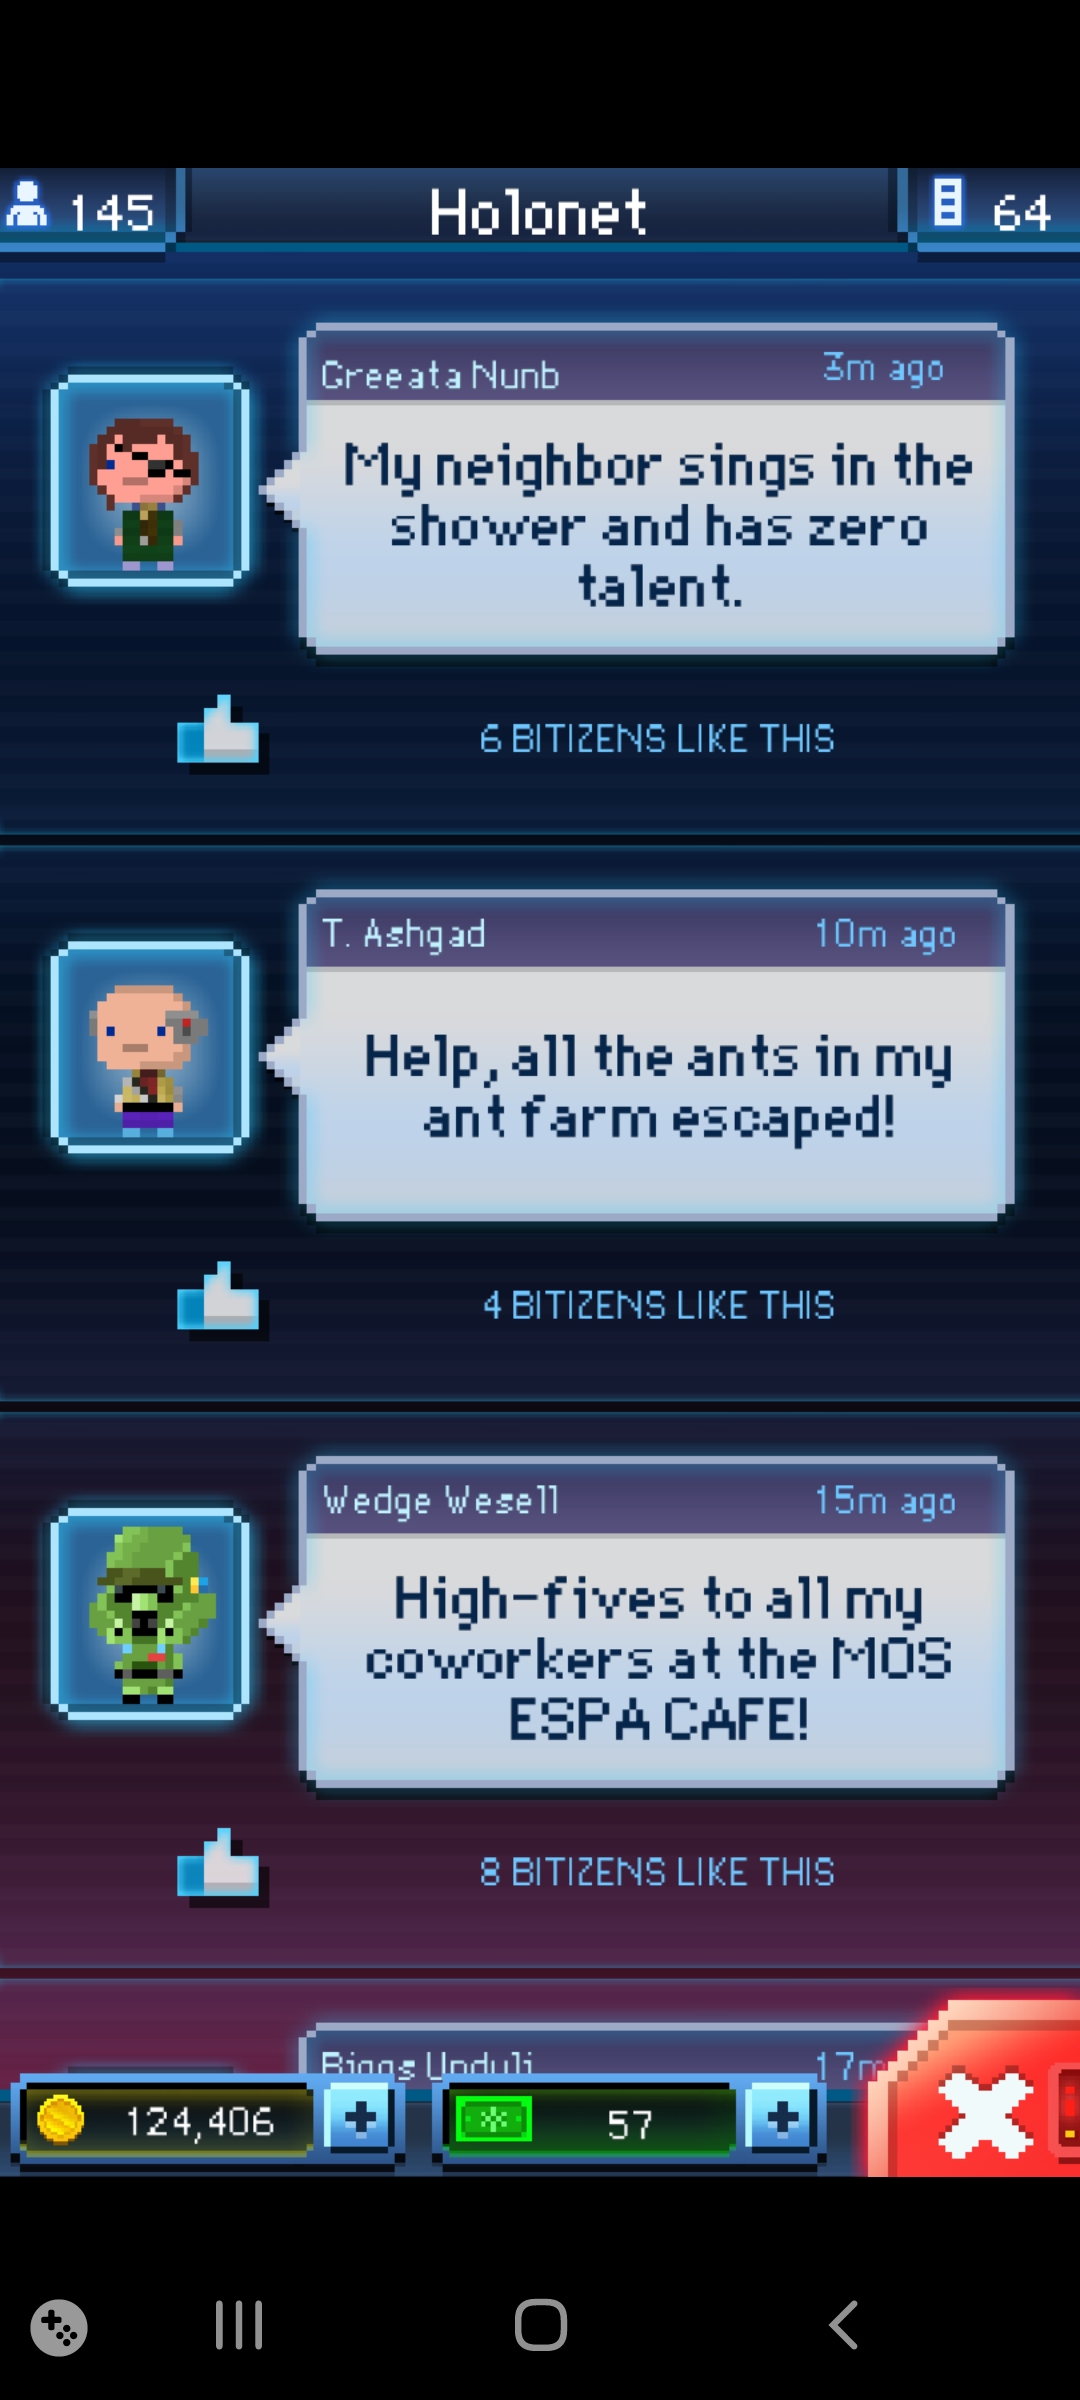 145
Holonet
64
Greeata Nunb
3m ago
My neighbor sings in the
shower and has zero
talent.
6 BITIZENS LIKE THIS
T. Ashgad
10m ago
Help, all the ants in my
ant farm escaped!
4 BITIZENS LIKE THIS
Wedge Wesell
15m ago
High-fives to all my
coworkers at the MOS
ESPA CAFE!
8 BITIZENS LIKE THIS
Biggs Unduli
17m
124,406
57